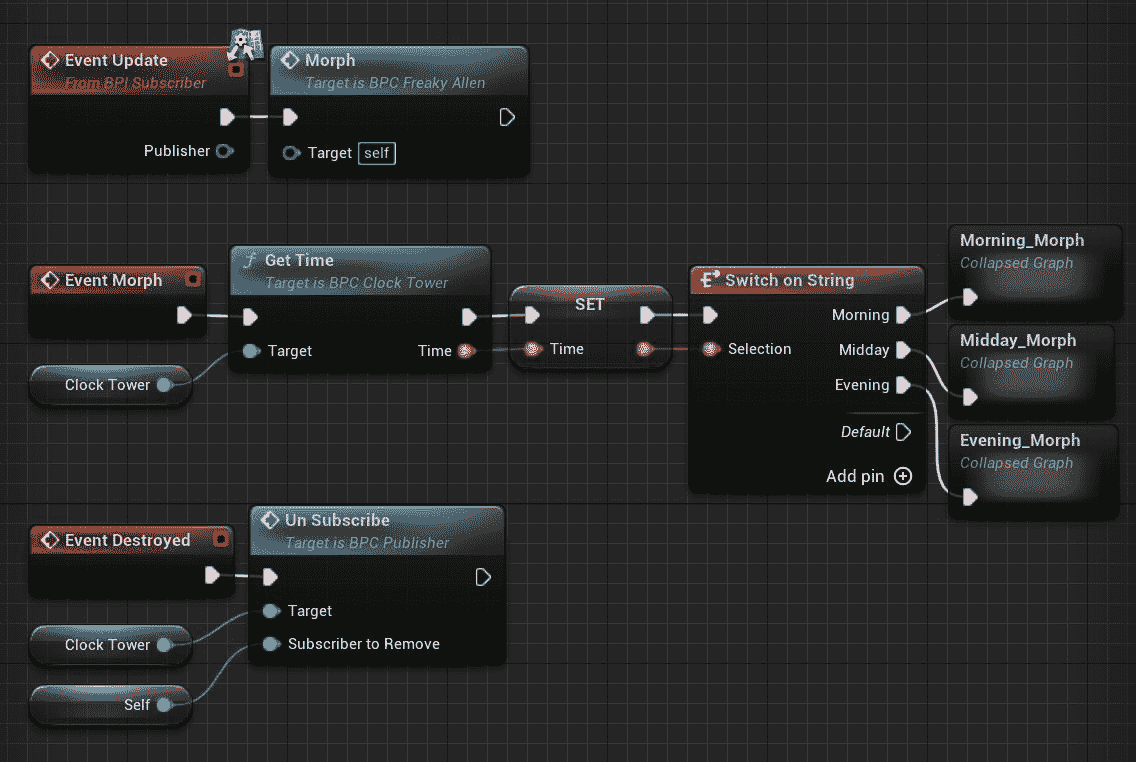 Event Update
From BPI Subscriber
Publisher
Morph
Target is BPC Freaky Allen
Target self
Event Morph
Clock Tower
Get Time
Target is BPC Clock Tower
Target Time
SET
Time
Switch on String
Selection
Morning
Midday
Evening
Default
Add pin
Morning_Morph
Collapsed Graph
Midday_Morph
Collapsed Graph
Evening_Morph
Collapsed Graph
Event Destroyed
Clock Tower
Self
Un Subscribe
Target is BPC Publisher
Target
Subscriber to Remove